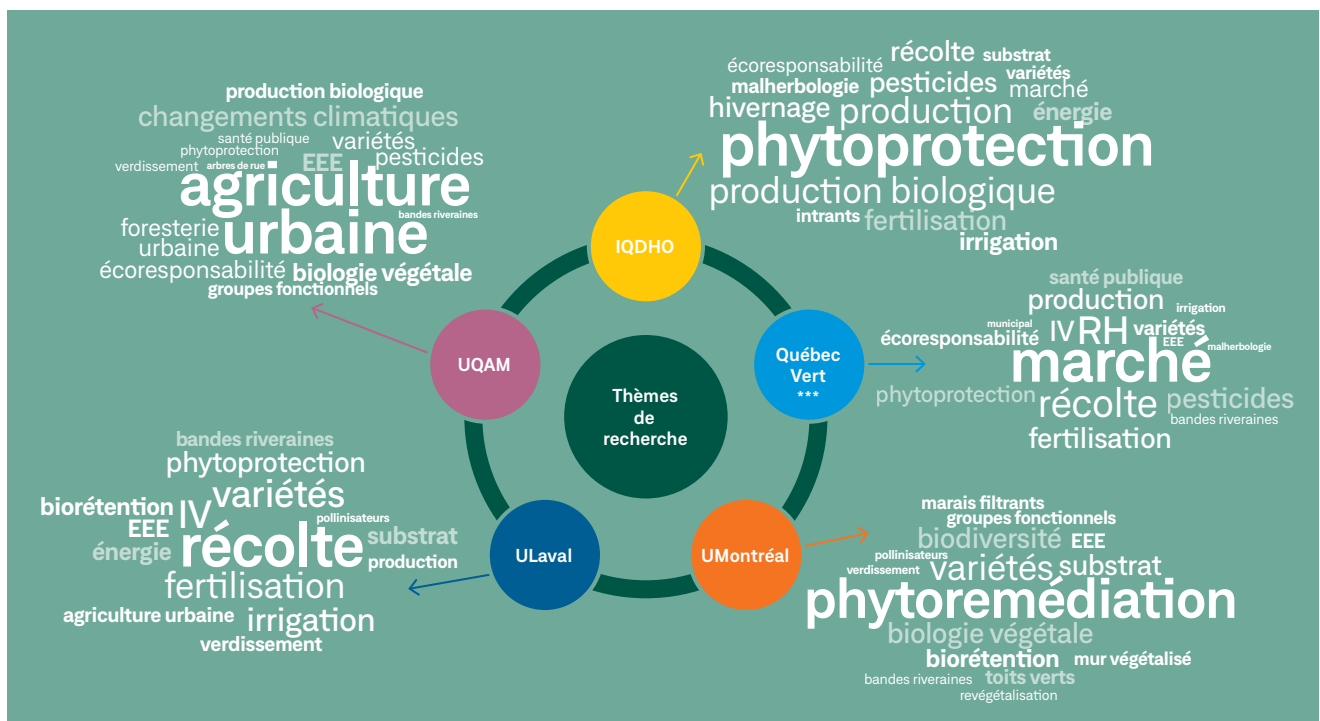 production biologique
changements climatiques
santé publique
variétés
phytoprotection
EEE
pesticides
verdissement
arbres de rue
agriculture
bandes riveraines
foresterie
urbaine
urbaine
écoresponsabilité
biologie végétale
groupes fonctionnels
récolte
substrat
écoresponsabilité
variétés
malherbologie
pesticides
marché
hivernage
production
énergie
phytoprotection
production biologique
intrants
fertilisation
irrigation
IQDHO
santé publique
production
irrigation
municipal
écoresponsabilité
IV
RH
variétés
EEE
malherbologie
marché
phytoprotection
récolte
pesticides
bandes riveraines
fertilisation
Québec
Vert
***
UQAM
Thèmes
de
recherche
bandes riveraines
phytoprotection
variétés
biorétention
IV
pollinisateurs
EEE
récolte
substrat
énergie
production
fertilisation
agriculture urbaine
irrigation
verdissement
ULaval
UMontréal
marais filtrants
groupes fonctionnels
biodiversité
EEE
pollinisateurs
verdissement
variétés
substrat
phytoremédiation
biologie végétale
biorétention
mur végétalisé
bandes riveraines
toits verts
revégétalisation